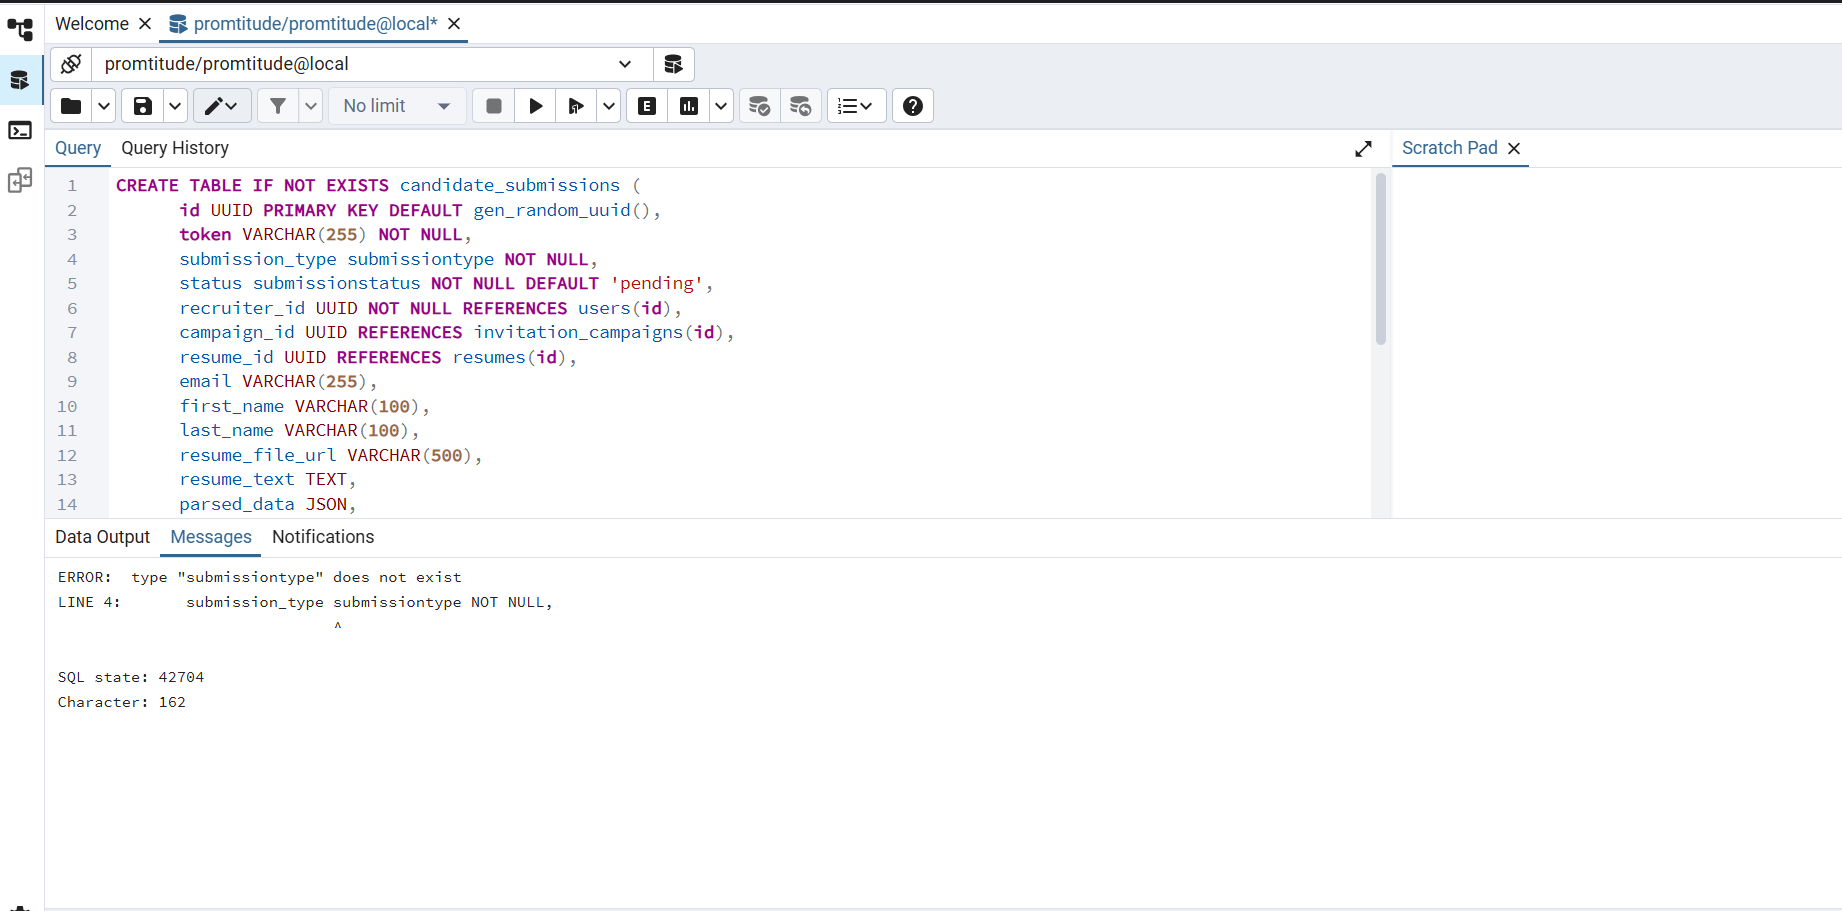 Welcome
promtitude/promtitude@local*
promtitude/promtitude@local
No limit
E
Query
Query History
Scratch Pad
1 CREATE TABLE IF NOT EXISTS candidate_submissions (
2 id UUID PRIMARY KEY DEFAULT gen_random_uuid(),
3 token VARCHAR(255) NOT NULL,
4 submission_type submissiontype NOT NULL,
5 status submissionstatus NOT NULL DEFAULT 'pending',
6 recruiter_id UUID NOT NULL REFERENCES users(id),
7 campaign_id UUID REFERENCES invitation_campaigns(id),
8 resume_id UUID REFERENCES resumes(id),
9 email VARCHAR(255),
10 first_name VARCHAR(100),
11 last_name VARCHAR(100),
12 resume_file_url VARCHAR(500),
13 resume_text TEXT,
14 parsed_data JSON,
Data Output
Messages
Notifications
ERROR:  type "submissiontype" does not exist
LINE 4:       submission_type submissiontype NOT NULL,
^
SQL state: 42704
Character: 162